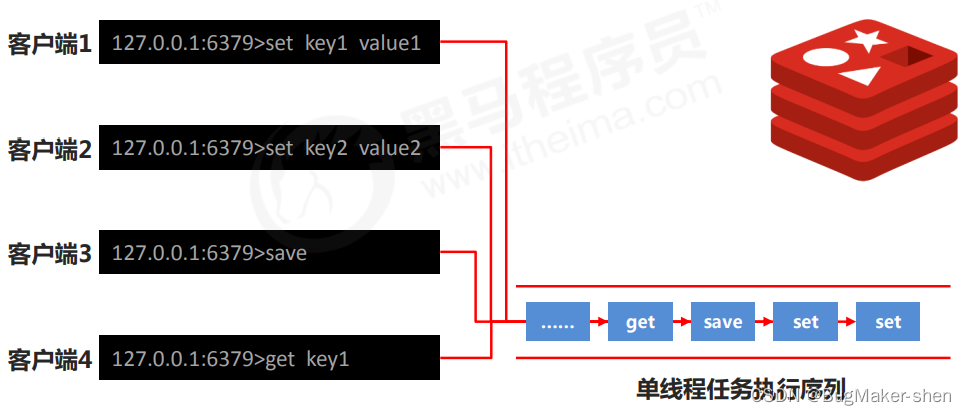 客户端1
127.0.0.1:6379>set key1 value1
客户端2
127.0.0.1:6379>set key2 value2
客户端3
127.0.0.1:6379>save
客户端4
127.0.0.1:6379>get key1
...... get save set set
单线程任务执行序列
黑马程序员™
www.itheima.com
CSDN @BugMaker-shen